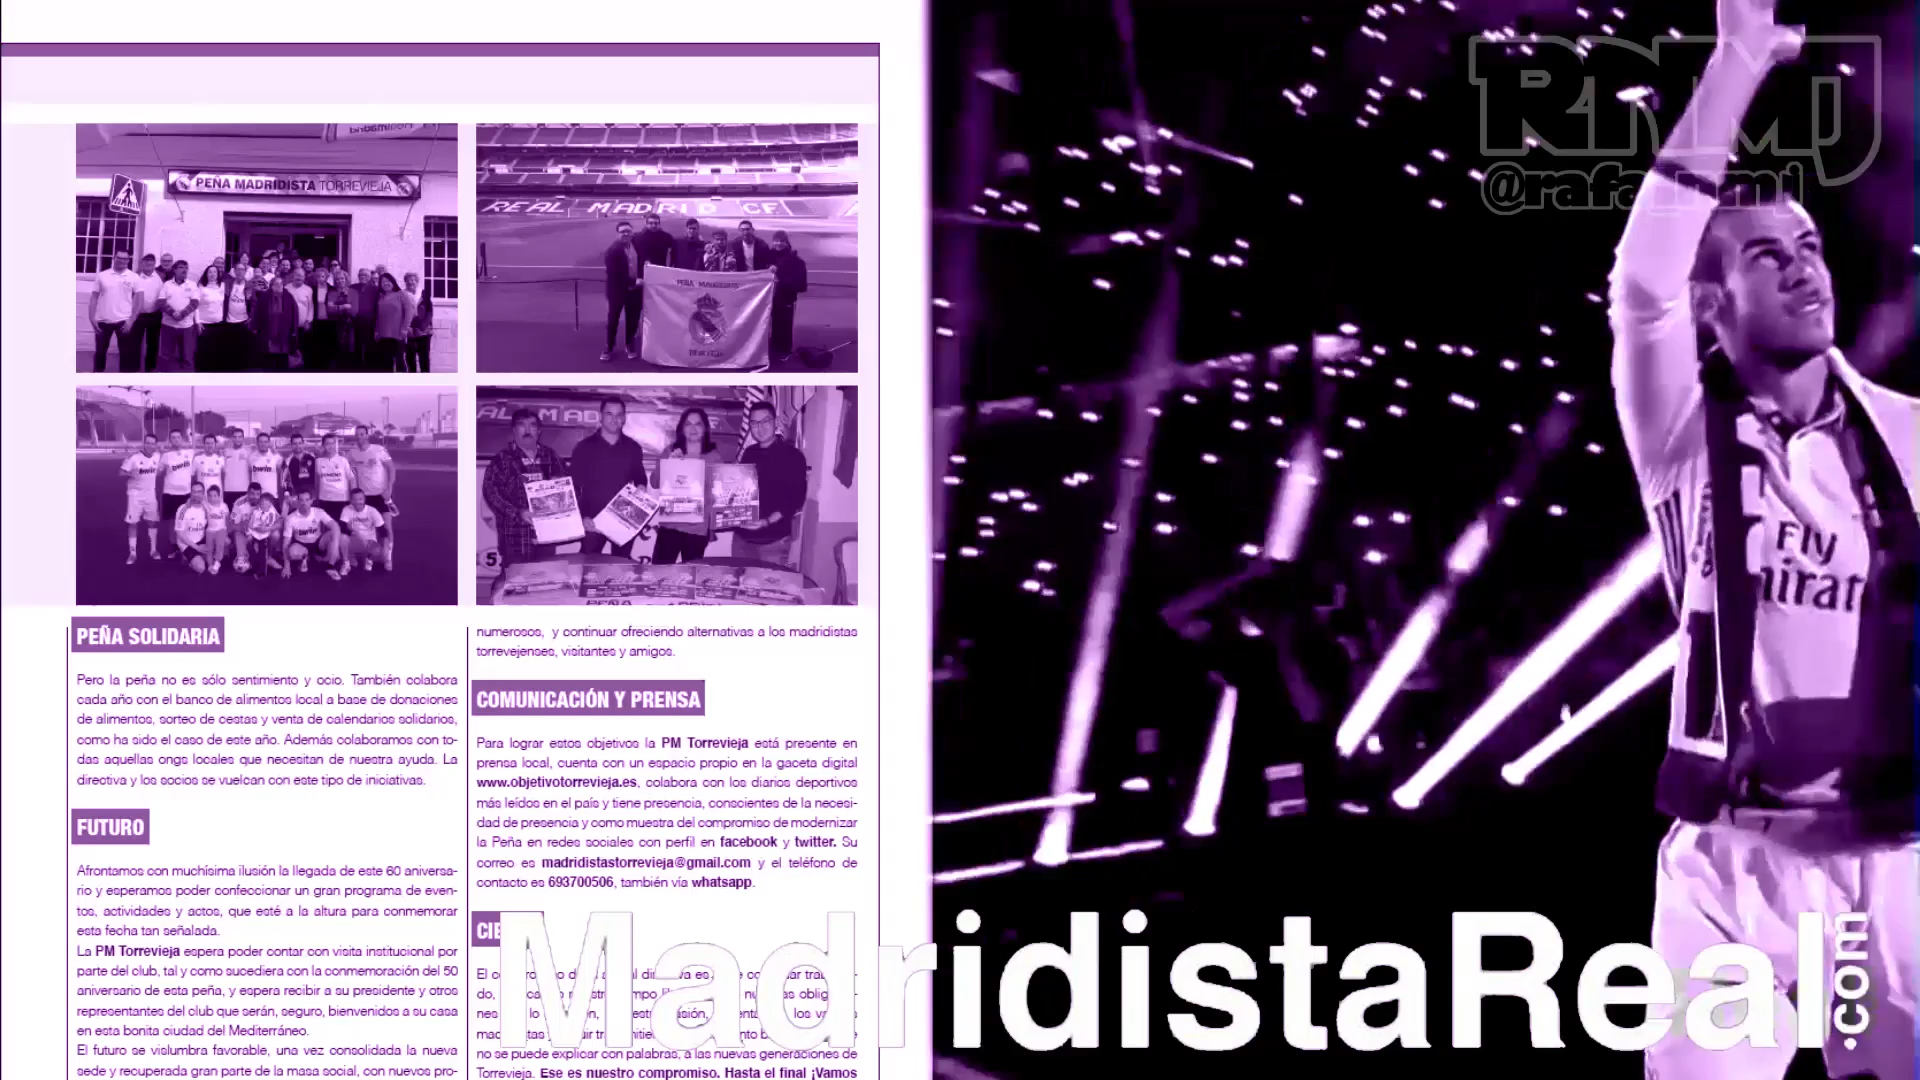 RNMJ
@rafa_nmj
PEÑA MADRIDISTA TORREVIEJA
REAL MADRID CF
bwin
bwin
PEÑA SOLIDARIA
Pero la peña no es sólo sentimiento y ocio. También colabora
cada año con el banco de alimentos local a base de donaciones
de alimentos, sorteo de cestas y venta de calendarios solidarios,
como ha sido el caso de este año. Además colaboramos con to-
das aquellas ongs locales que necesitan de nuestra ayuda. La
directiva y los socios se vuelcan con este tipo de iniciativas.
FUTURO
Afrontamos con muchísima ilusión la llegada de este 60 aniversa-
rio y esperamos poder confeccionar un gran programa de even-
tos, actividades y actos, que esté a la altura para conmemorar
esta fecha tan señalada.
La PM Torrevieja espera poder contar con visita institucional por
parte del club, tal y como sucediera con la conmemoración del 50
aniversario de esta peña, y espera recibir a su presidente y otros
representantes del club que serán, seguro, bienvenidos a su casa
en esta bonita ciudad del Mediterráneo.
El futuro se vislumbra favorable, una vez consolidada la nueva
sede y recuperada gran parte de la masa social, con nuevos pro-
numerosos, y continuar ofreciendo alternativas a los madridistas
torrevejenses, visitantes y amigos.
COMUNICACIÓN Y PRENSA
Para lograr estos objetivos la PM Torrevieja está presente en
prensa local, cuenta con un espacio propio en la gaceta digital
www.objetivotorrevieja.es, colabora con los diarios deportivos
más leídos en el país y tiene presencia, conscientes de la necesi-
dad de presencia y como muestra del compromiso de modernizar
la Peña en redes sociales con perfil en facebook y twitter. Su
correo es madridistastorrevieja@gmail.com y el teléfono de
contacto es 693700506, también vía whatsapp.
El
no se puede explicar con palabras, a las nuevas generaciones de
Torrevieja. Ese es nuestro compromiso. Hasta el final ¡Vamos
Fly
MadridistaReal
.com